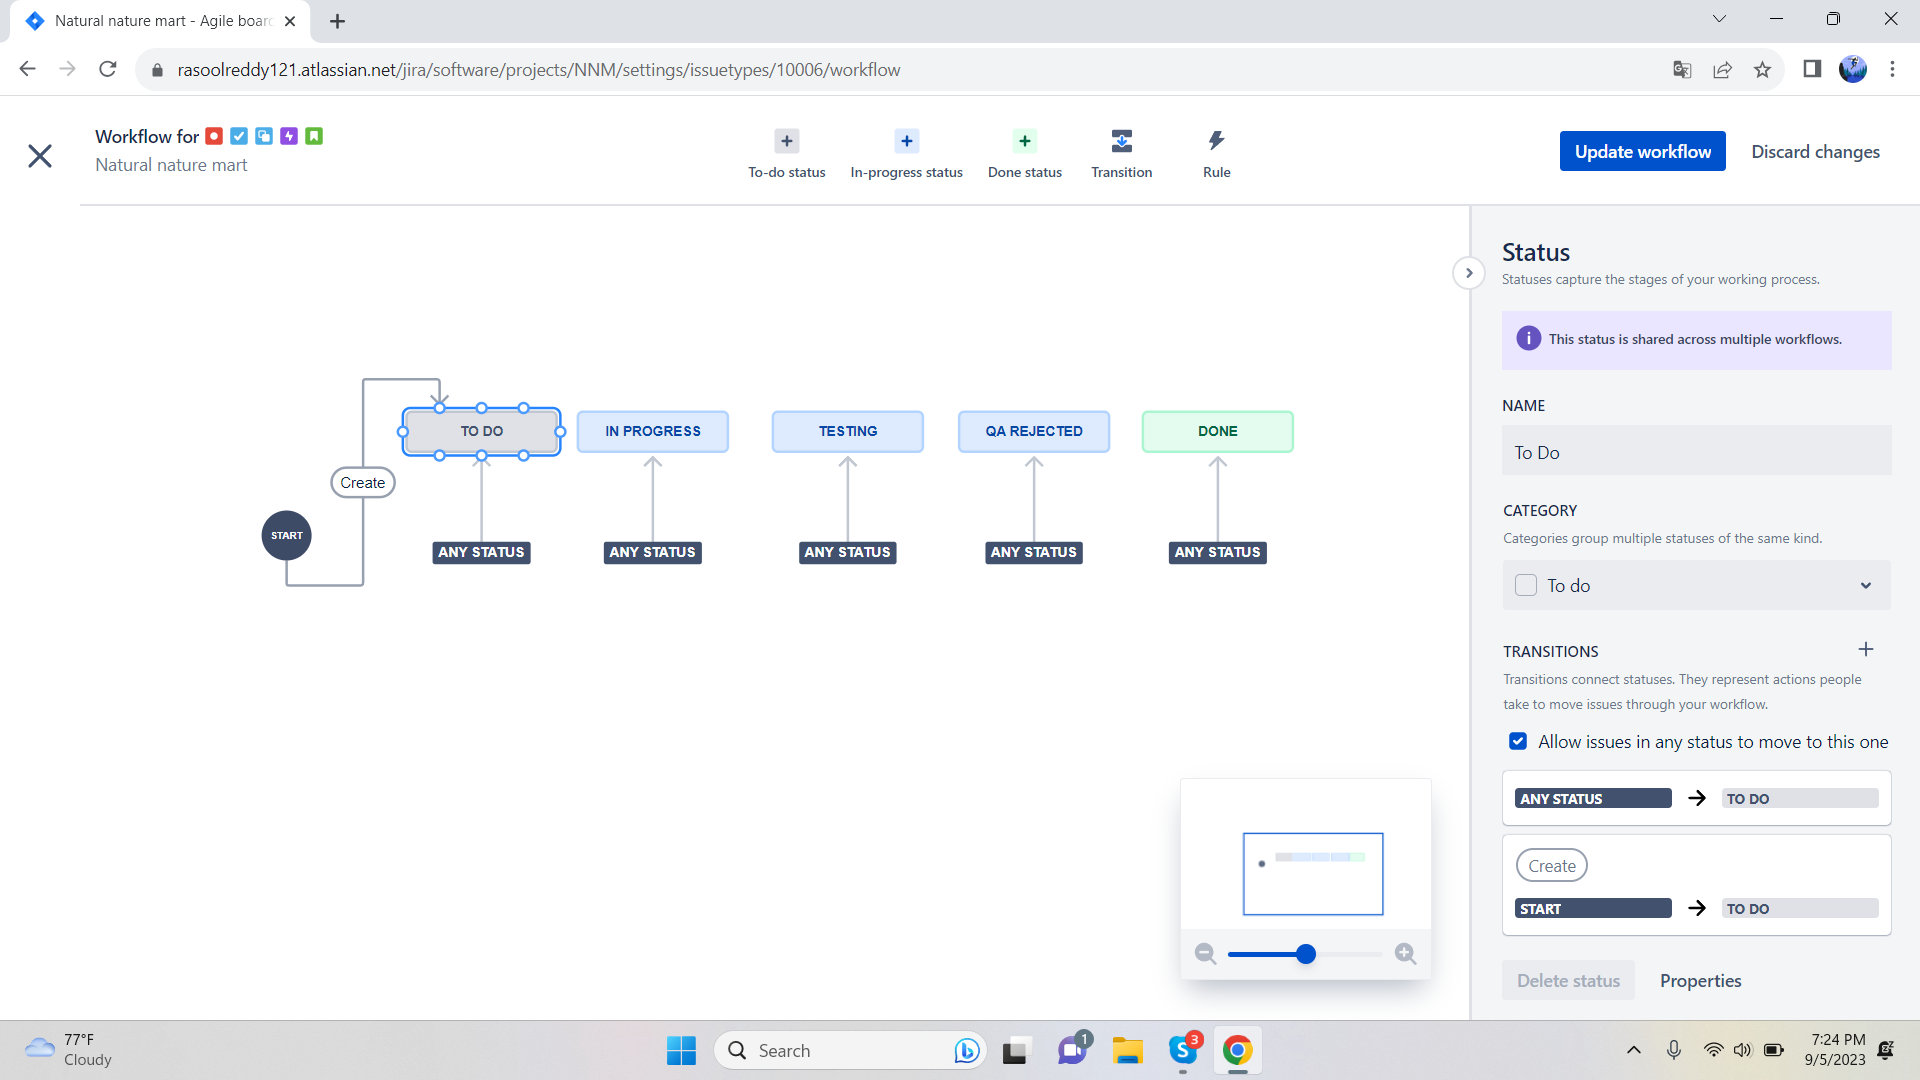 Natural nature mart - Agile boar
rasoolreddy121.atlassian.net/jira/software/projects/NNM/settings/issuetypes/10006/workflow
Workflow for
Natural nature mart
To-do status
In-progress status
Done status
Transition
Rule
Update workflow
Discard changes
Status
Statuses capture the stages of your working process.
This status is shared across multiple workflows.
NAME
To Do
CATEGORY
Categories group multiple statuses of the same kind.
To do
TRANSITIONS
Transitions connect statuses. They represent actions people
take to move issues through your workflow.
Allow issues in any status to move to this one
ANY STATUS
TO DO
Create
START
TO DO
Delete status
Properties
TO DO
IN PROGRESS
TESTING
QA REJECTED
DONE
Create
START
ANY STATUS
ANY STATUS
ANY STATUS
ANY STATUS
ANY STATUS
77°F
Cloudy
Search
1
3
7:24 PM
9/5/2023